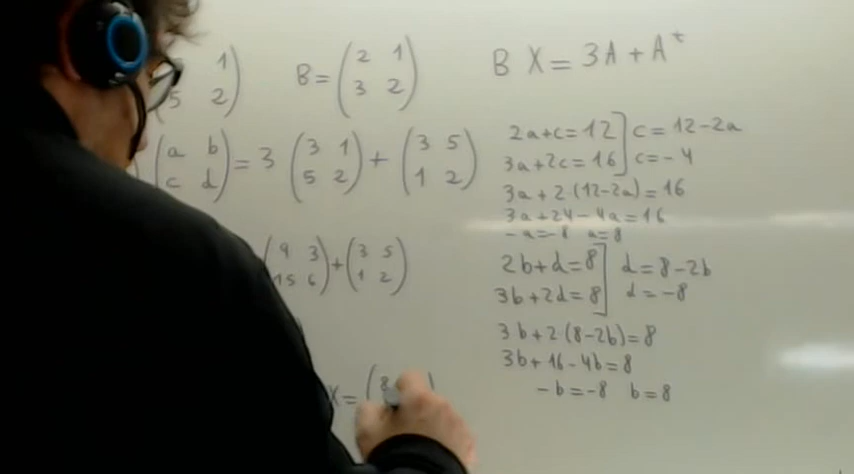 1
5 2
B = ( 2 1
3 2 )
B X = 3A + A^t
( a b
c d ) = 3 ( 3 1
5 2 ) + ( 3 5
1 2 )
( 9 3
15 6 ) + ( 3 5
1 2 )
X = ( 8
2a+c=12 ] c = 12-2a
3a+2c=16 ] c=-4
3a+2(12-2a)=16
3a+24-4a=16
-a=-8 a=8
2b+d=8 ] d=8-2b
3b+2d=8 ] d=-8
3b+2(8-2b)=8
3b+16-4b=8
-b=-8 b=8